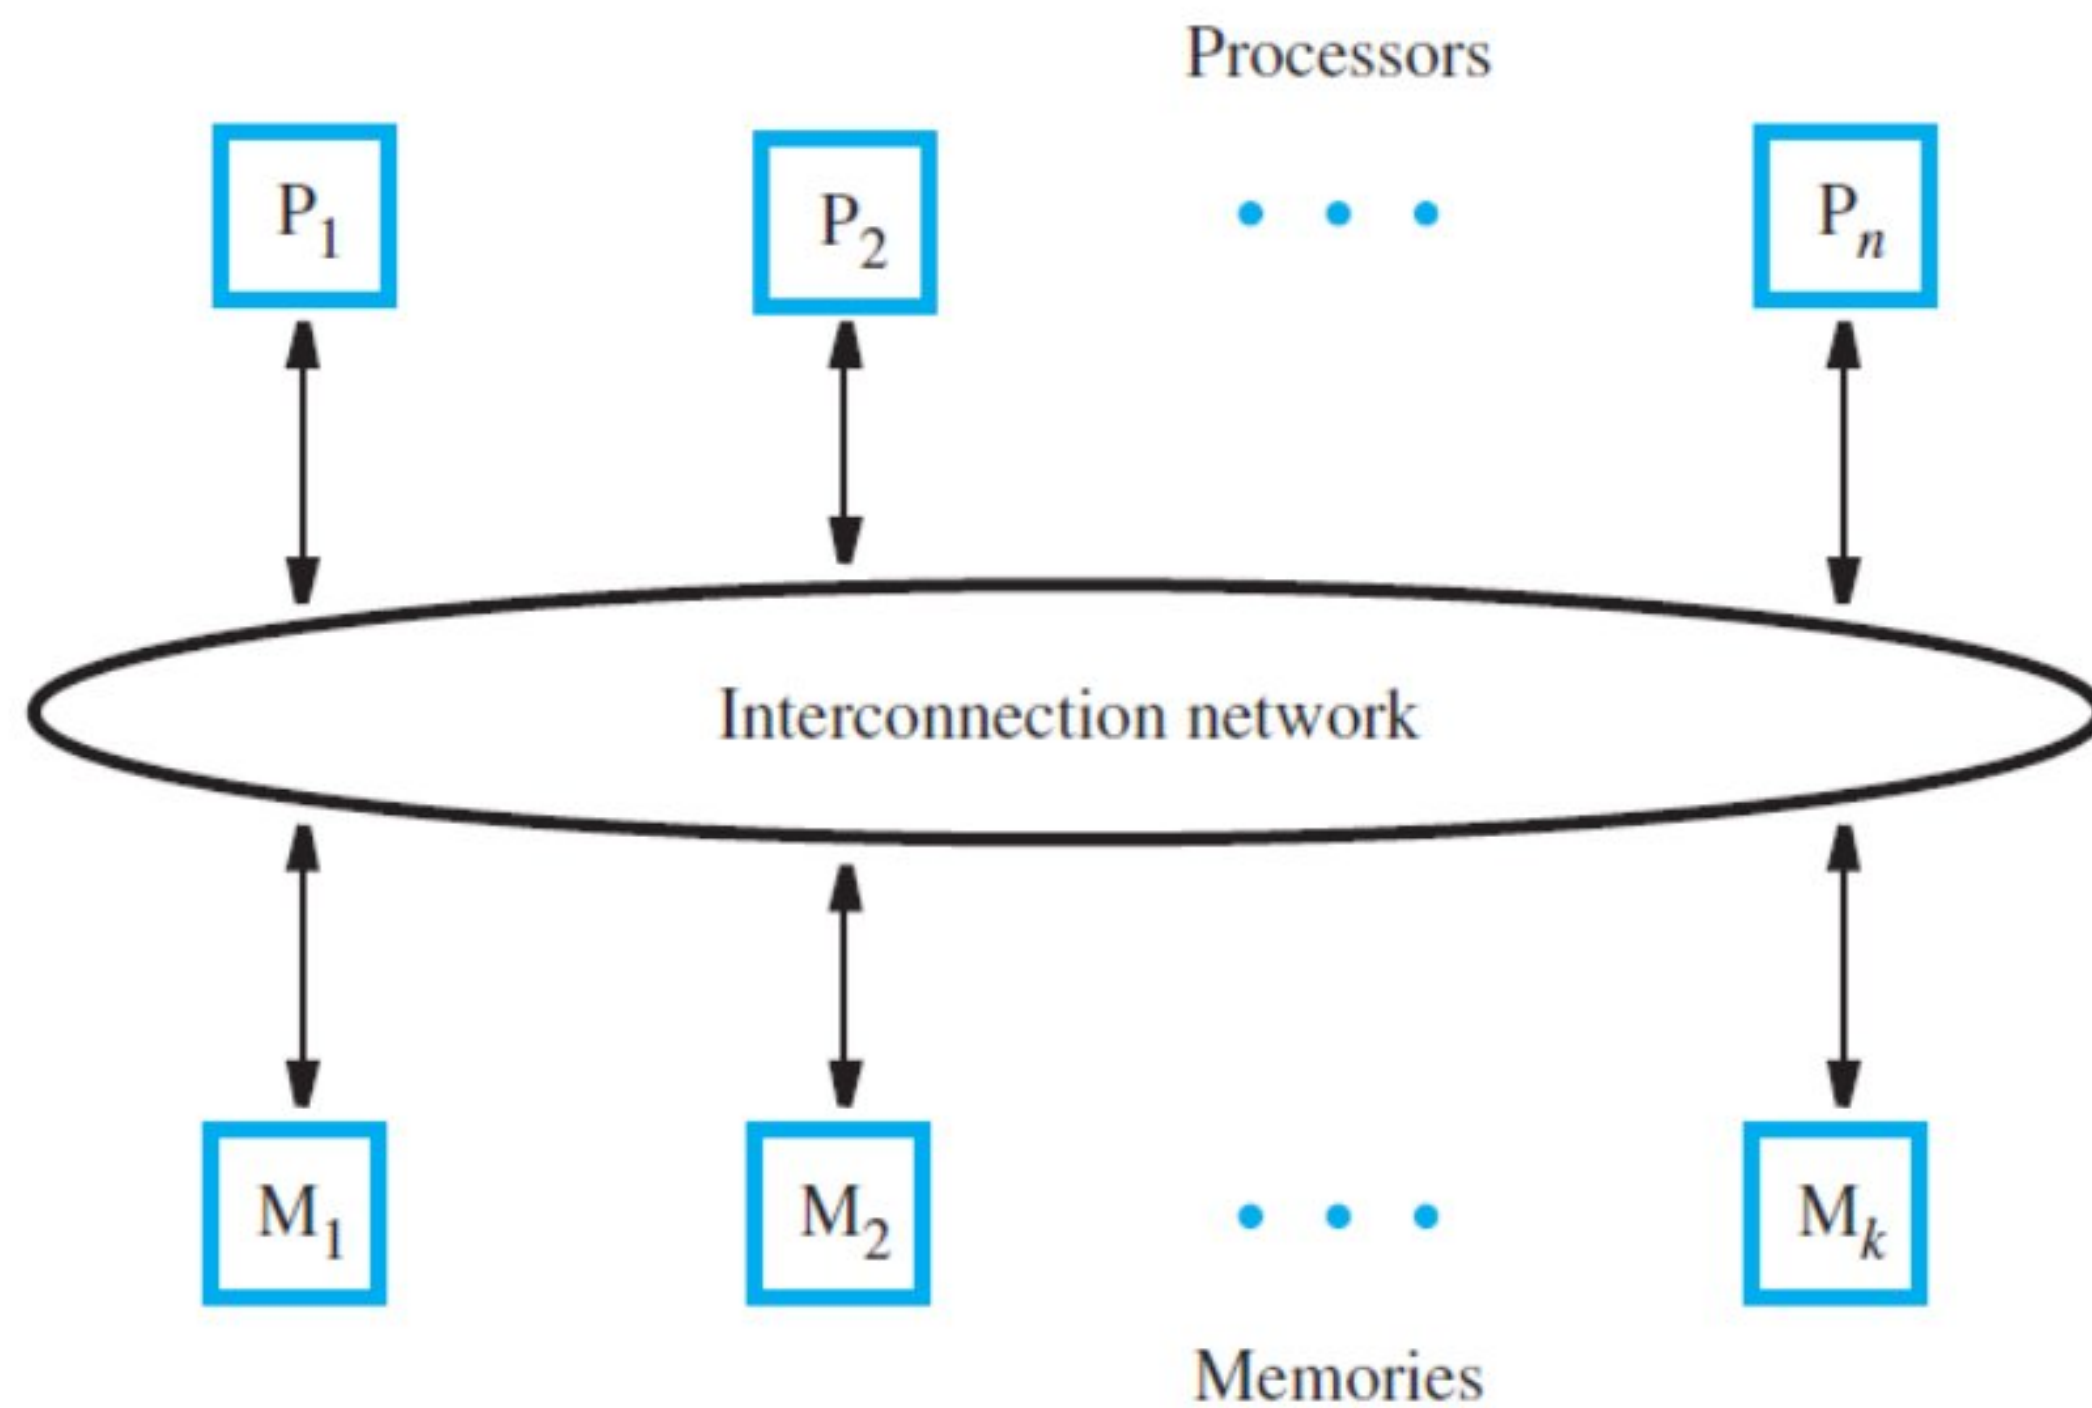 Processors
P1 P2 Pn
Interconnection network
M1 M2 Mk
Memories